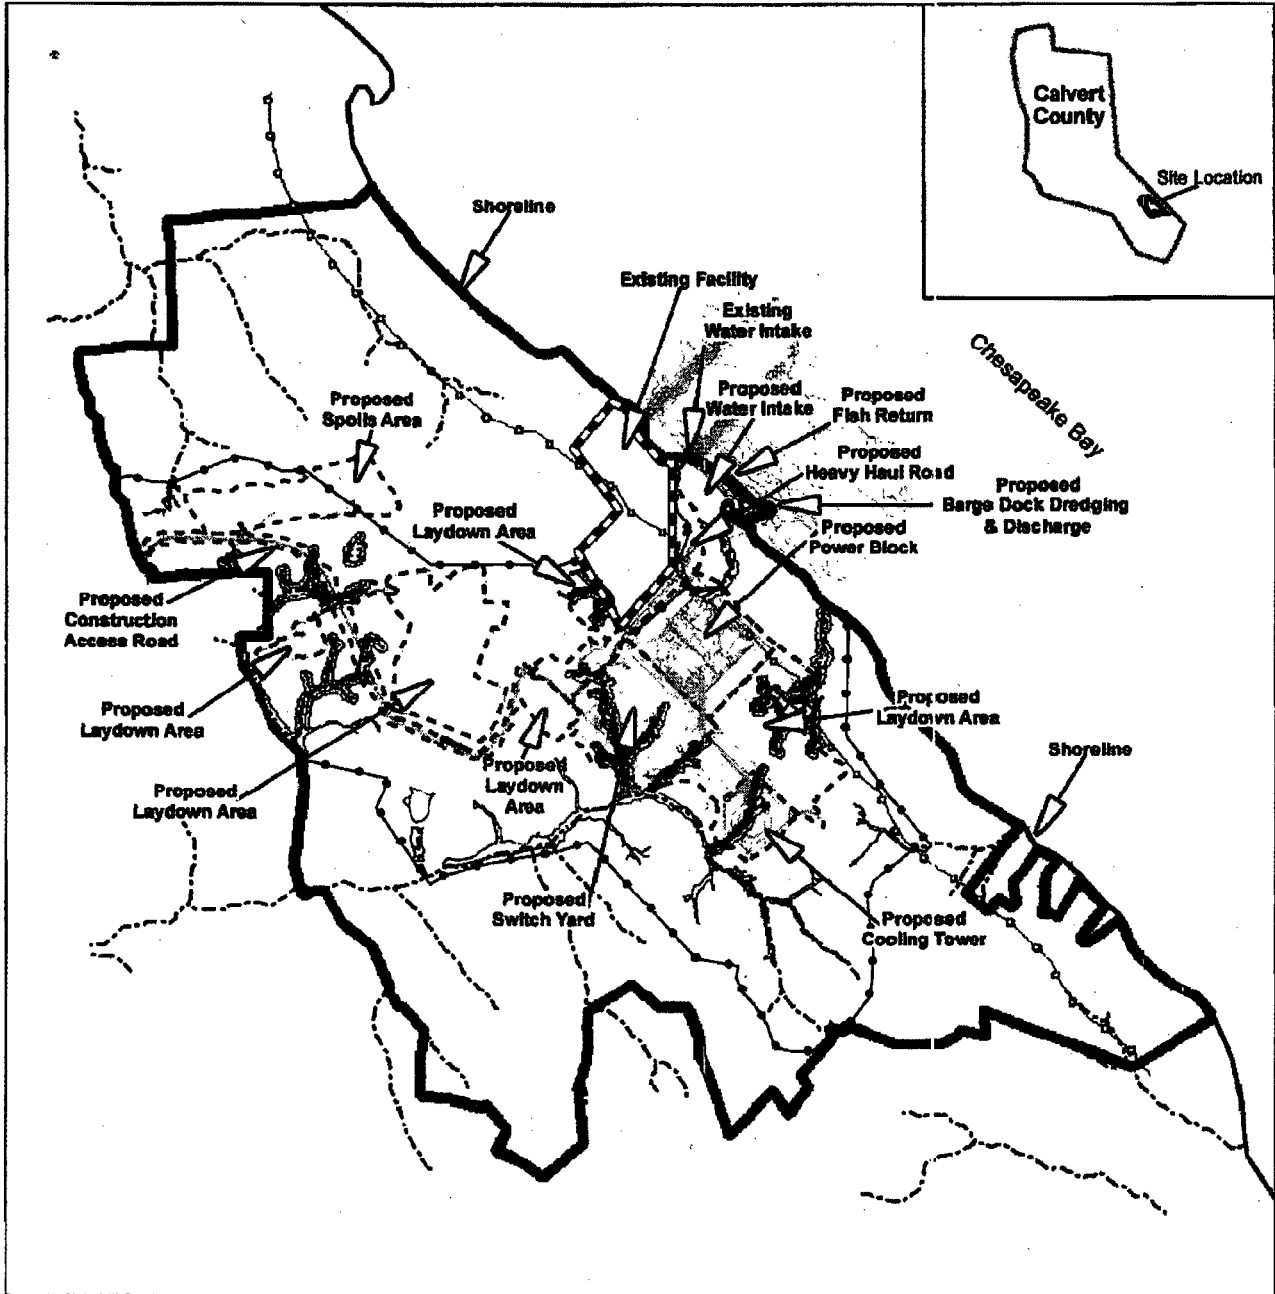 Calvert
County
Site Location
Shoreline
Existing Facility
Existing
Water Intake
Chesapeake Bay
Proposed
Water Intake
Proposed
Fish Return
Proposed
Spoils Area
Proposed
Heavy Haul Road
Proposed
Barge Dock Dredging
& Discharge
Proposed
Laydown Area
Proposed
Power Block
Proposed
Construction
Access Road
Proposed
Laydown Area
Proposed
Laydown Area
Shoreline
Proposed
Laydown
Area
Proposed
Laydown Area
Proposed
Switch Yard
Proposed
Cooling Tower